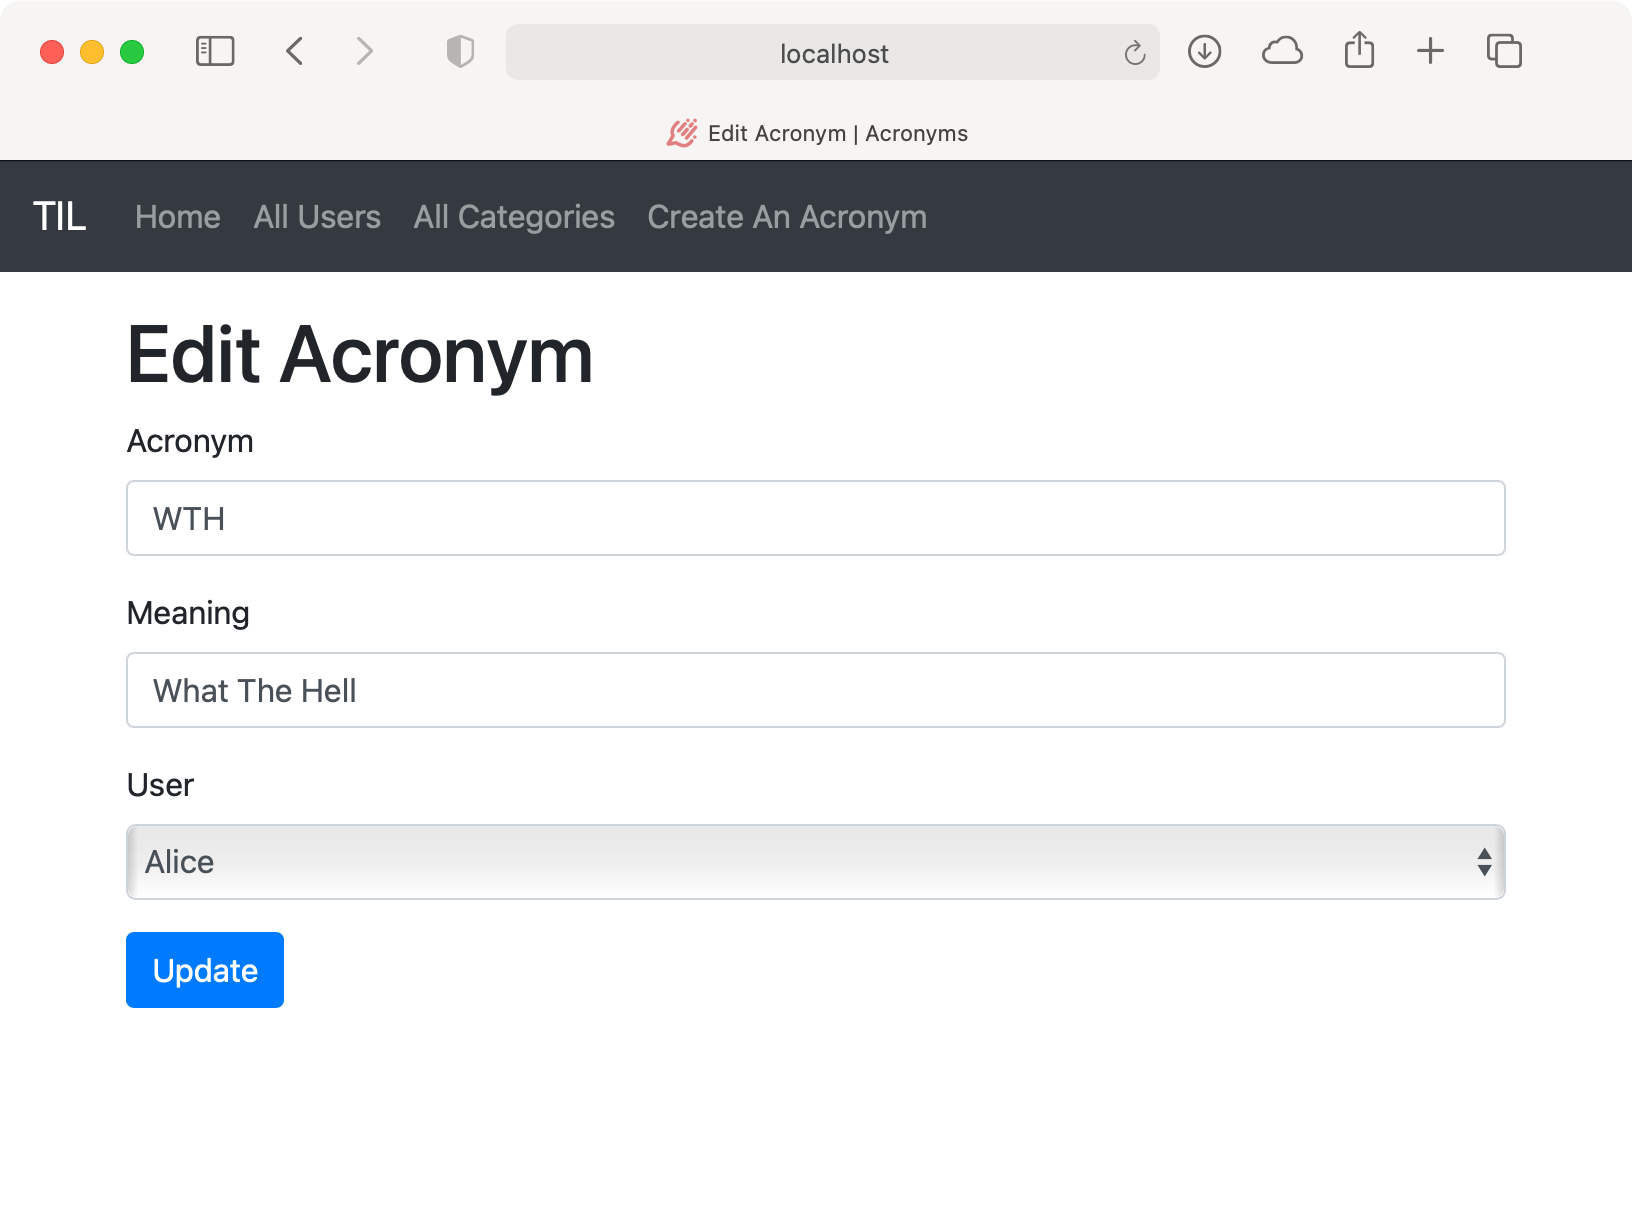 localhost
Edit Acronym | Acronyms
TIL Home All Users All Categories Create An Acronym
Edit Acronym
Acronym
WTH
Meaning
What The Hell
User
Alice
Update